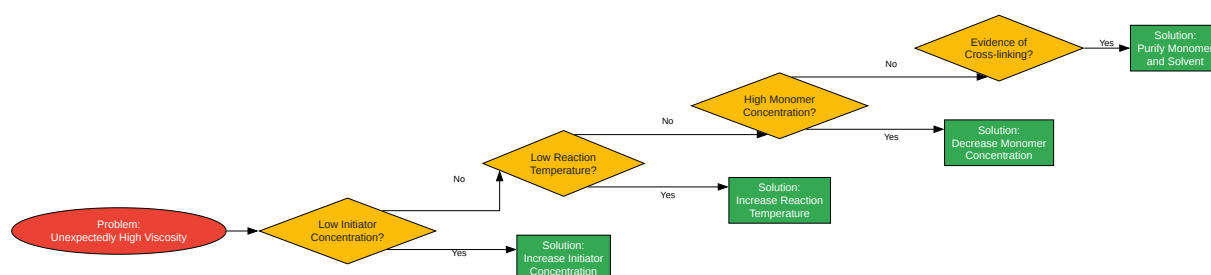 Problem:
Unexpectedly High Viscosity
Low Initiator
Concentration?
Yes
Solution:
Increase Initiator
Concentration
No
Low Reaction
Temperature?
Yes
Solution:
Increase Reaction
Temperature
No
High Monomer
Concentration?
Yes
Solution:
Decrease Monomer
Concentration
No
Evidence of
Cross-linking?
Yes
Solution:
Purify Monomer
and Solvent